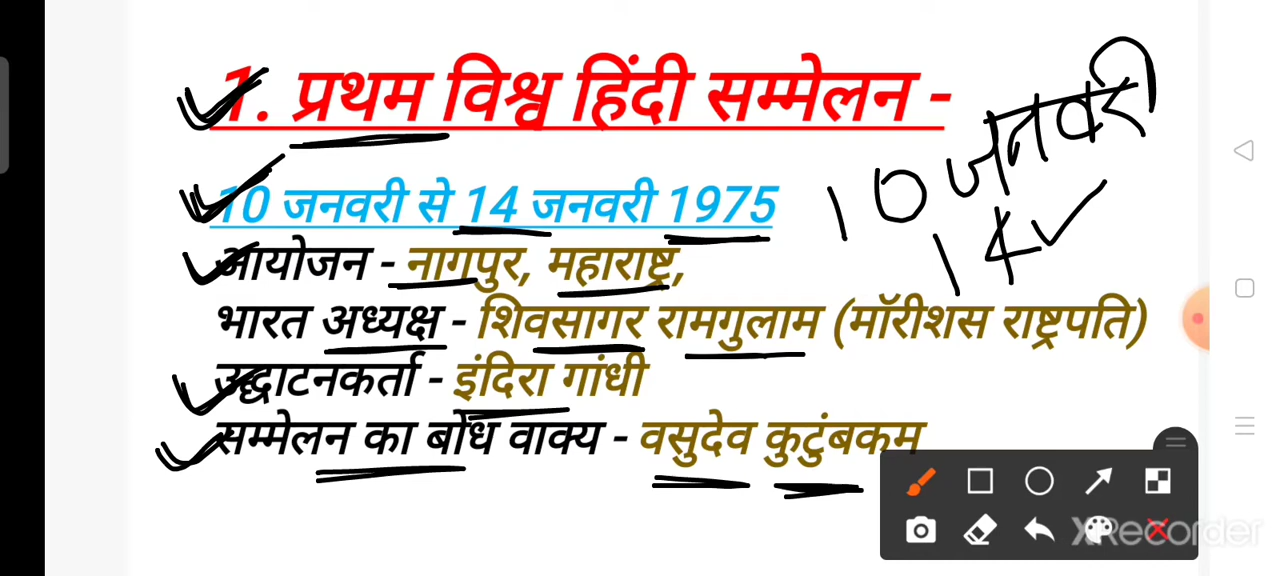 1. प्रथम विश्व हिंदी सम्मेलन -
10 जनवरी
14
10 जनवरी से 14 जनवरी 1975
आयोजन - नागपुर, महाराष्ट्र,
भारत अध्यक्ष - शिवसागर रामगुलाम (मॉरीशस राष्ट्रपति)
उद्घाटनकर्ता - इंदिरा गांधी
सम्मेलन का बोध वाक्य - वसुदेव कुटुंबकम
XRecorder